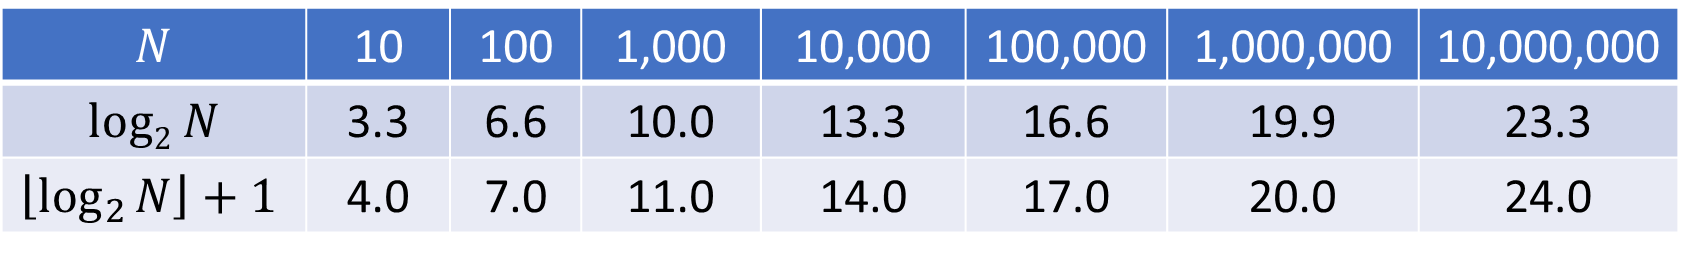 N 10 100 1,000 10,000 100,000 1,000,000 10,000,000
log₂ N 3.3 6.6 10.0 13.3 16.6 19.9 23.3
⌊log₂ N⌋ + 1 4.0 7.0 11.0 14.0 17.0 20.0 24.0